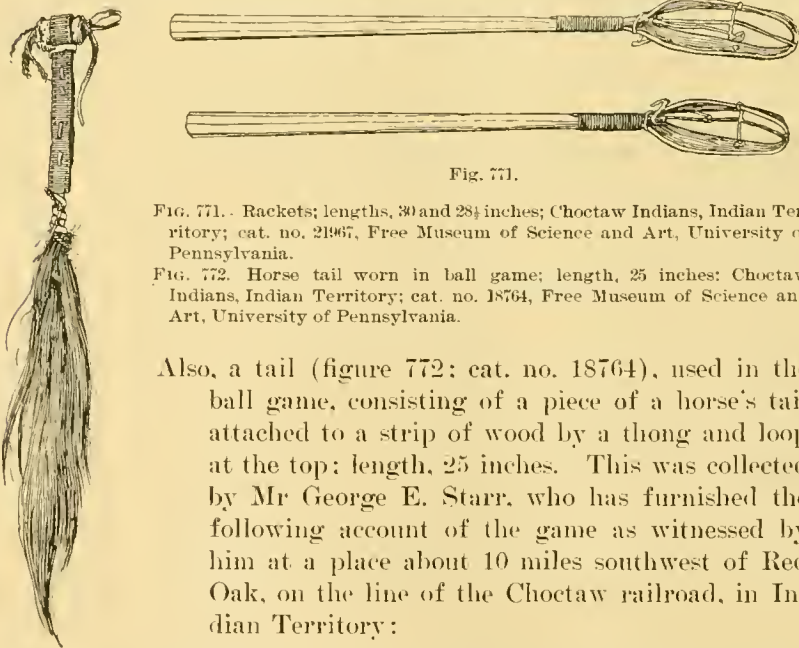 Fig. 771.
FIG. 771. Rackets; lengths, 30 and 28½ inches; Choctaw Indians, Indian Ter
ritory; cat. no. 21967, Free Museum of Science and Art, University
Pennsylvania.
FIG. 772. Horse tail worn in ball game; length, 25 inches: Choctaw
Indians, Indian Territory; cat. no. 18764, Free Museum of Science an
Art, University of Pennsylvania.
Also, a tail (figure 772; cat. no. 18764), used in th
ball game, consisting of a piece of a horse's tai
attached to a strip of wood by a thong and loop
at the top; length, 25 inches. This was collected
by Mr George E. Starr, who has furnished th
following account of the game as witnessed by
him at a place about 10 miles southwest of Red
Oak, on the line of the Choctaw railroad, in In
dian Territory: